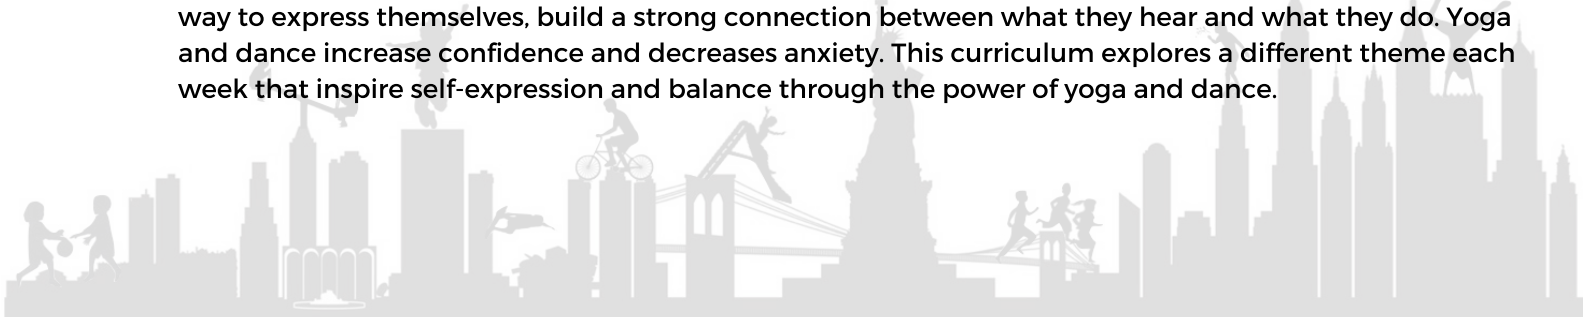 way to express themselves, build a strong connection between what they hear and what they do. Yoga
and dance increase confidence and decreases anxiety. This curriculum explores a different theme each
week that inspire self-expression and balance through the power of yoga and dance.